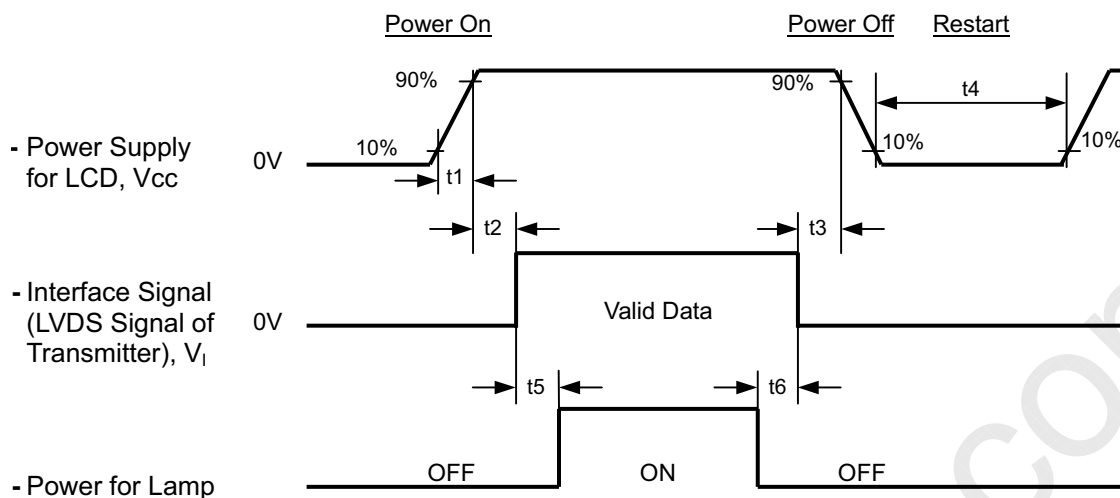 Power On Power Off Restart
90% 90% t4
- Power Supply
for LCD, Vcc
0V 10% 10% 10%
t1
t2 t3
- Interface Signal
(LVDS Signal of
Transmitter), VI
0V Valid Data
t5 t6
- Power for Lamp
OFF ON OFF